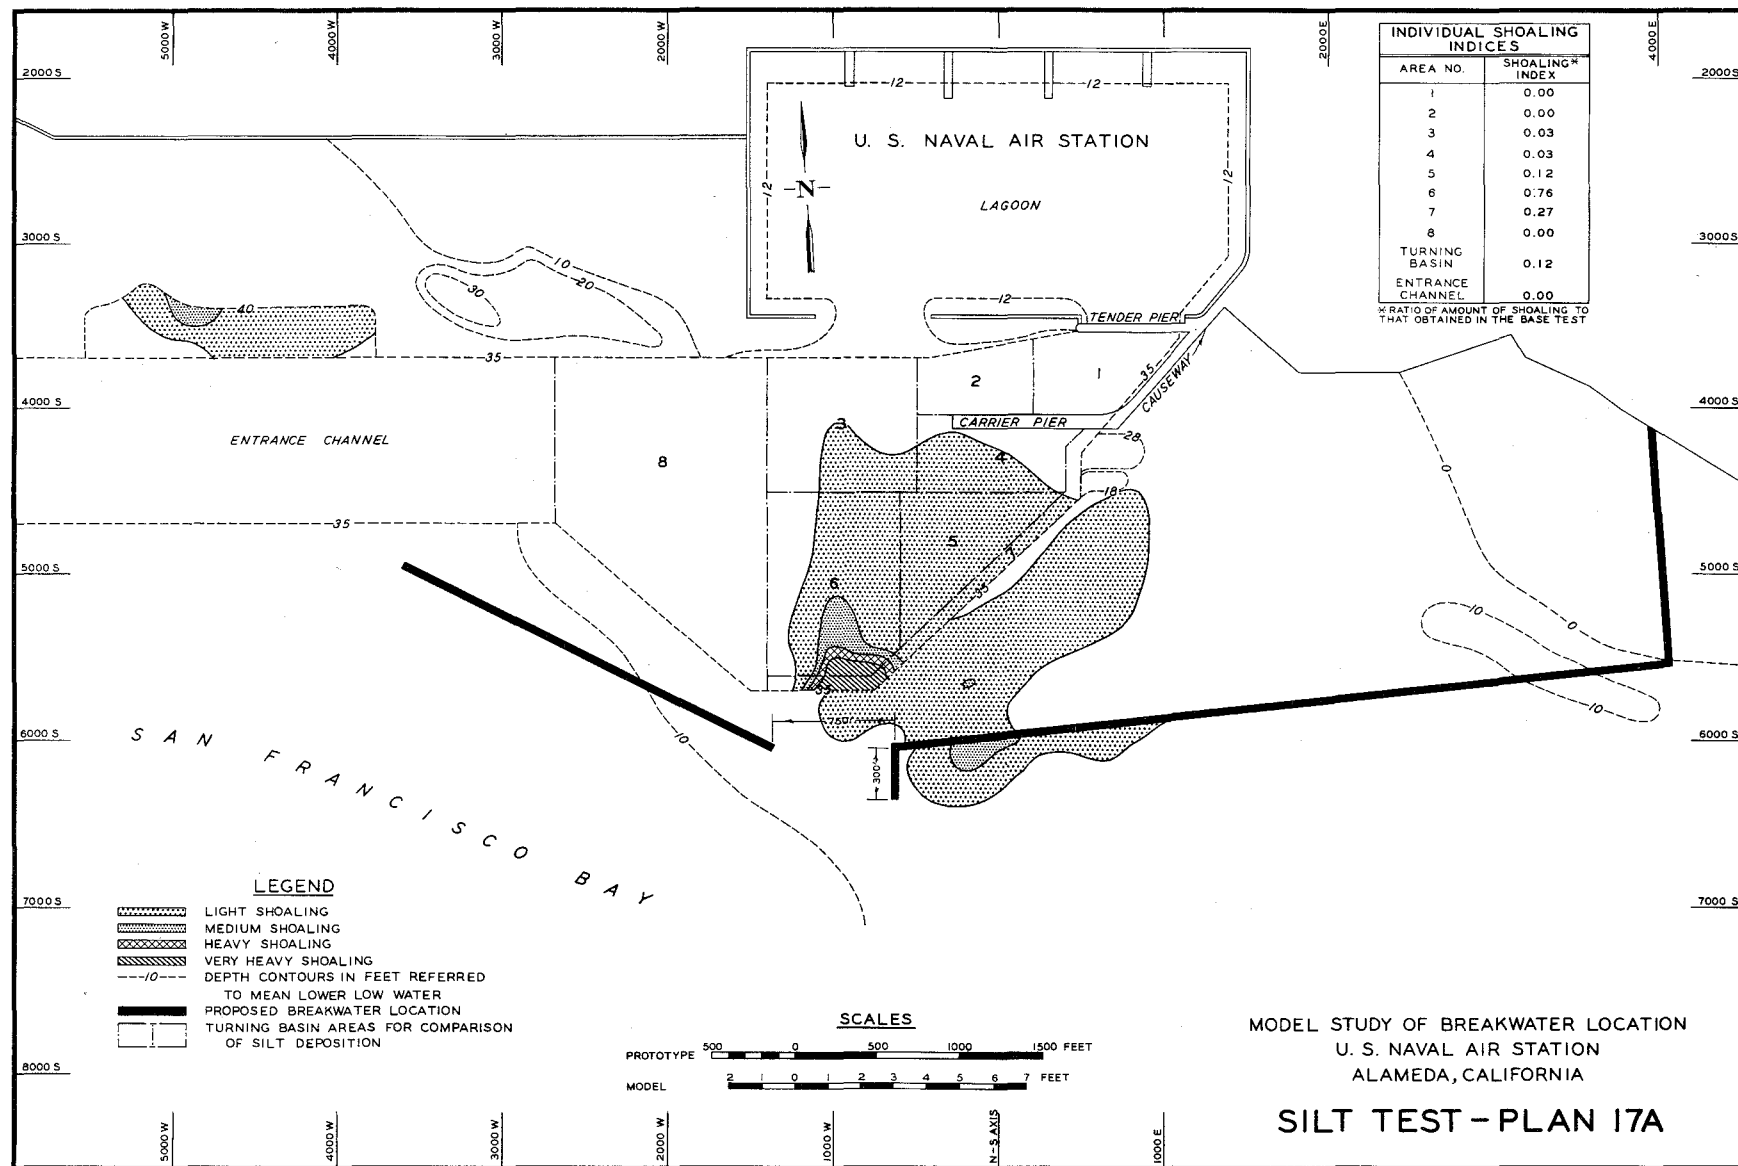 5000 W
4000 W
3000 W
2000 W
2000 E
4000 E
2000 S
2000 S
INDIVIDUAL SHOALING
INDICES
AREA NO. SHOALING* INDEX
1 0.00
2 0.00
3 0.03
4 0.03
5 0.12
6 0.76
7 0.27
8 0.00
TURNING
BASIN 0.12
ENTRANCE
CHANNEL 0.00
* RATIO OF AMOUNT OF SHOALING TO
THAT OBTAINED IN THE BASE TEST
12
12
U. S. NAVAL AIR STATION
12
N
12
LAGOON
3000 S
3000 S
10
20
30
40
12
TENDER PIER
35
35
CAUSEWAY
2
1
4000 S
4000 S
CARRIER PIER
3
28
ENTRANCE CHANNEL
8
4
0
18
35
5
7
5000 S
5000 S
6
35
10
0
35
0
750'
10
10
6000 S
6000 S
300'
SAN FRANCISCO BAY
LEGEND
LIGHT SHOALING
MEDIUM SHOALING
HEAVY SHOALING
VERY HEAVY SHOALING
10 DEPTH CONTOURS IN FEET REFERRED
TO MEAN LOWER LOW WATER
PROPOSED BREAKWATER LOCATION
TURNING BASIN AREAS FOR COMPARISON
OF SILT DEPOSITION
7000 S
7000 S
SCALES
PROTOTYPE 500 0 500 1000 1500 FEET
MODEL 2 1 0 1 2 3 4 5 6 7 FEET
MODEL STUDY OF BREAKWATER LOCATION
U. S. NAVAL AIR STATION
ALAMEDA, CALIFORNIA
SILT TEST – PLAN 17A
8000 S
5000 W
4000 W
3000 W
2000 W
1000 W
N-S AXIS
1000 E